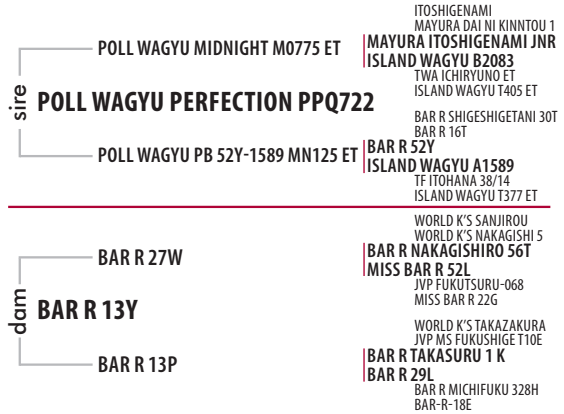 ITOSHIGENAMI
MAYURA DAI NI KINNTOU 1
POLL WAGYU MIDNIGHT M0775 ET
MAYURA ITOSHIGENAMI JNR
ISLAND WAGYU B2083
TWA ICHIRYUNO ET
ISLAND WAGYU T405 ET
sire
POLL WAGYU PERFECTION PPQ722
BAR R SHIGESHIGETANI 30T
BAR R 16T
POLL WAGYU PB 52Y-1589 MN125 ET
BAR R 52Y
ISLAND WAGYU A1589
TF ITOHANA 38/14
ISLAND WAGYU T377 ET
WORLD K'S SANJIROU
WORLD K'S NAKAGISHI 5
BAR R 27W
BAR R NAKAGISHIRO 56T
MISS BAR R 52L
JVP FUKUTSURU-068
MISS BAR R 22G
dam
BAR R 13Y
WORLD K'S TAKAZAKURA
JVP MS FUKUSHIGE T10E
BAR R 13P
BAR R TAKASURU 1 K
BAR R 29L
BAR R MICHIFUKU 328H
BAR-R-18E